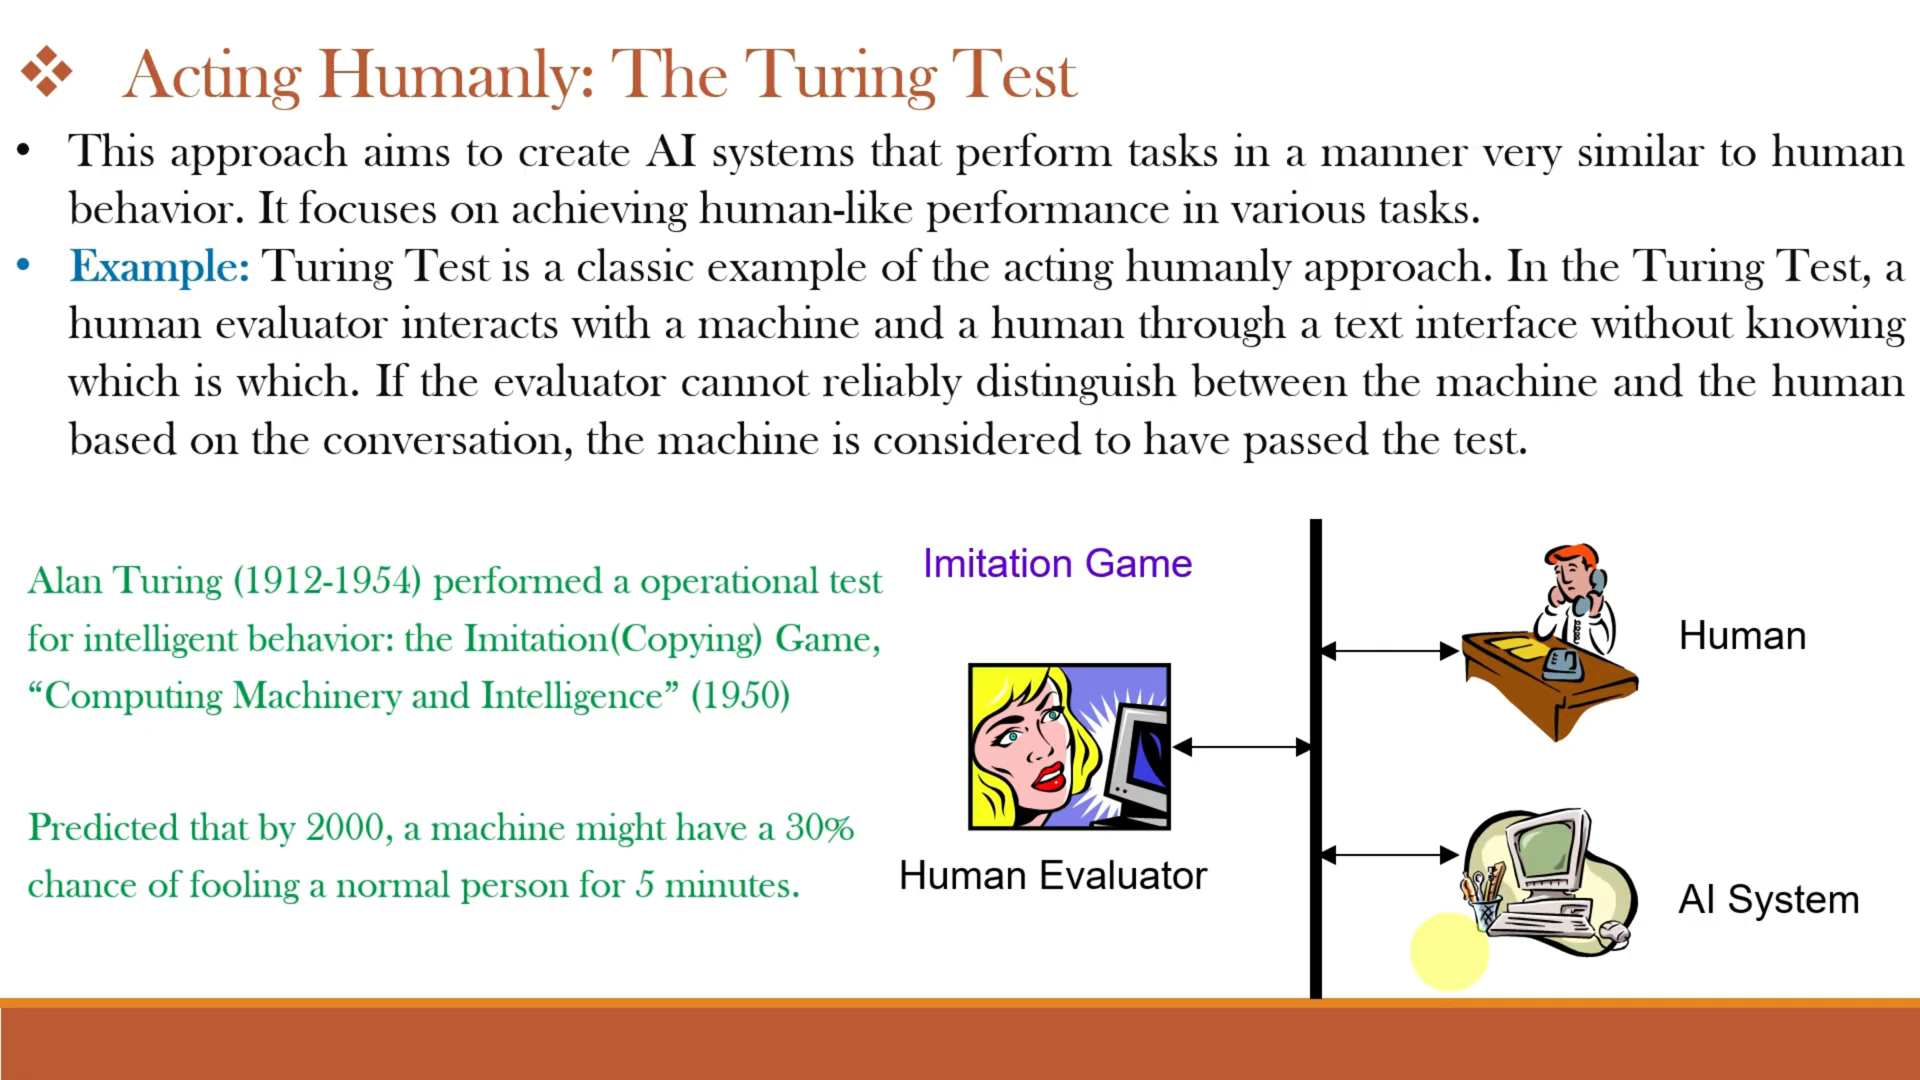 Acting Humanly: The Turing Test
• This approach aims to create AI systems that perform tasks in a manner very similar to human
behavior. It focuses on achieving human-like performance in various tasks.
• Example: Turing Test is a classic example of the acting humanly approach. In the Turing Test, a
human evaluator interacts with a machine and a human through a text interface without knowing
which is which. If the evaluator cannot reliably distinguish between the machine and the human
based on the conversation, the machine is considered to have passed the test.
Alan Turing (1912-1954) performed a operational test
for intelligent behavior: the Imitation(Copying) Game,
“Computing Machinery and Intelligence” (1950)
Predicted that by 2000, a machine might have a 30%
chance of fooling a normal person for 5 minutes.
Imitation Game
Human Evaluator
Human
AI System